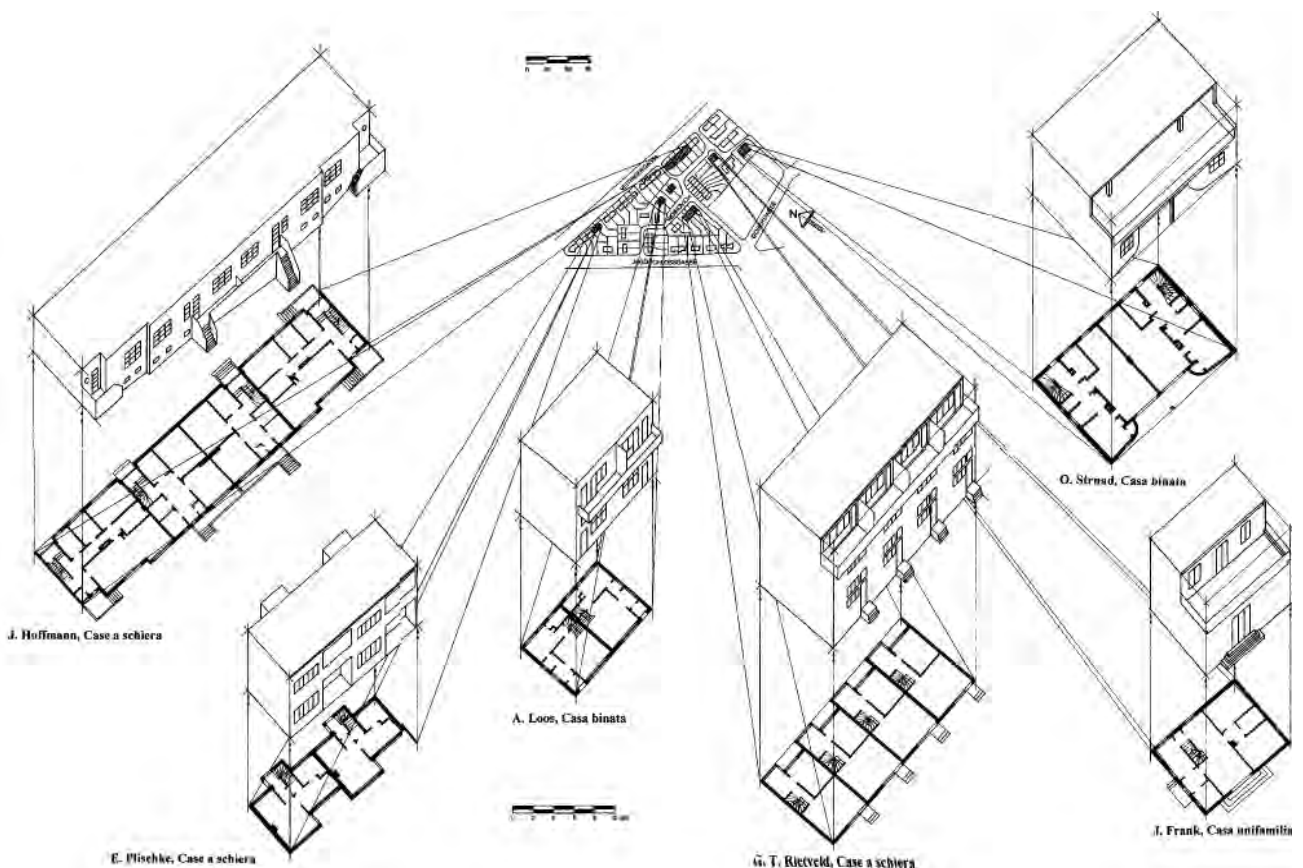 N
O. Strnad, Casa binata
J. Hoffmann, Case a schiera
A. Loos, Casa binata
J. Frank, Casa unifamilia
E. Plischke, Case a schiera
G. T. Rietveld, Case a schiera